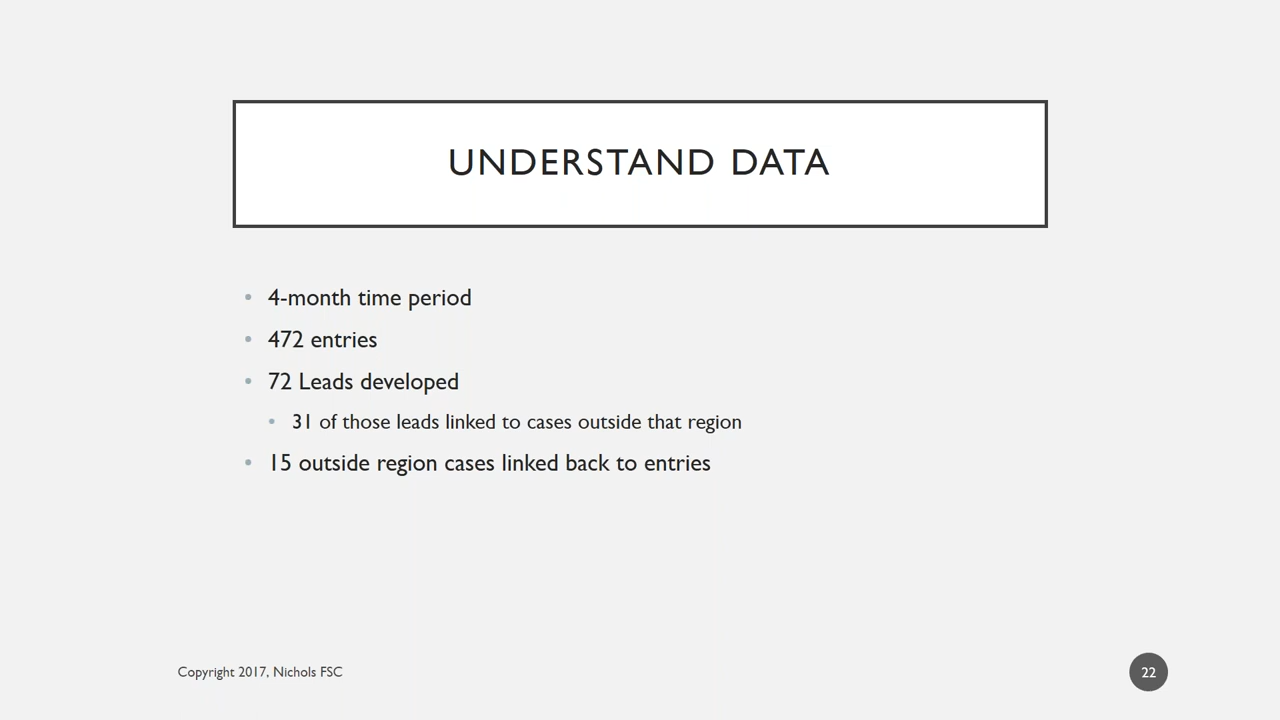 UNDERSTAND DATA
• 4-month time period
• 472 entries
• 72 Leads developed
• 31 of those leads linked to cases outside that region
• 15 outside region cases linked back to entries
Copyright 2017, Nichols FSC
22